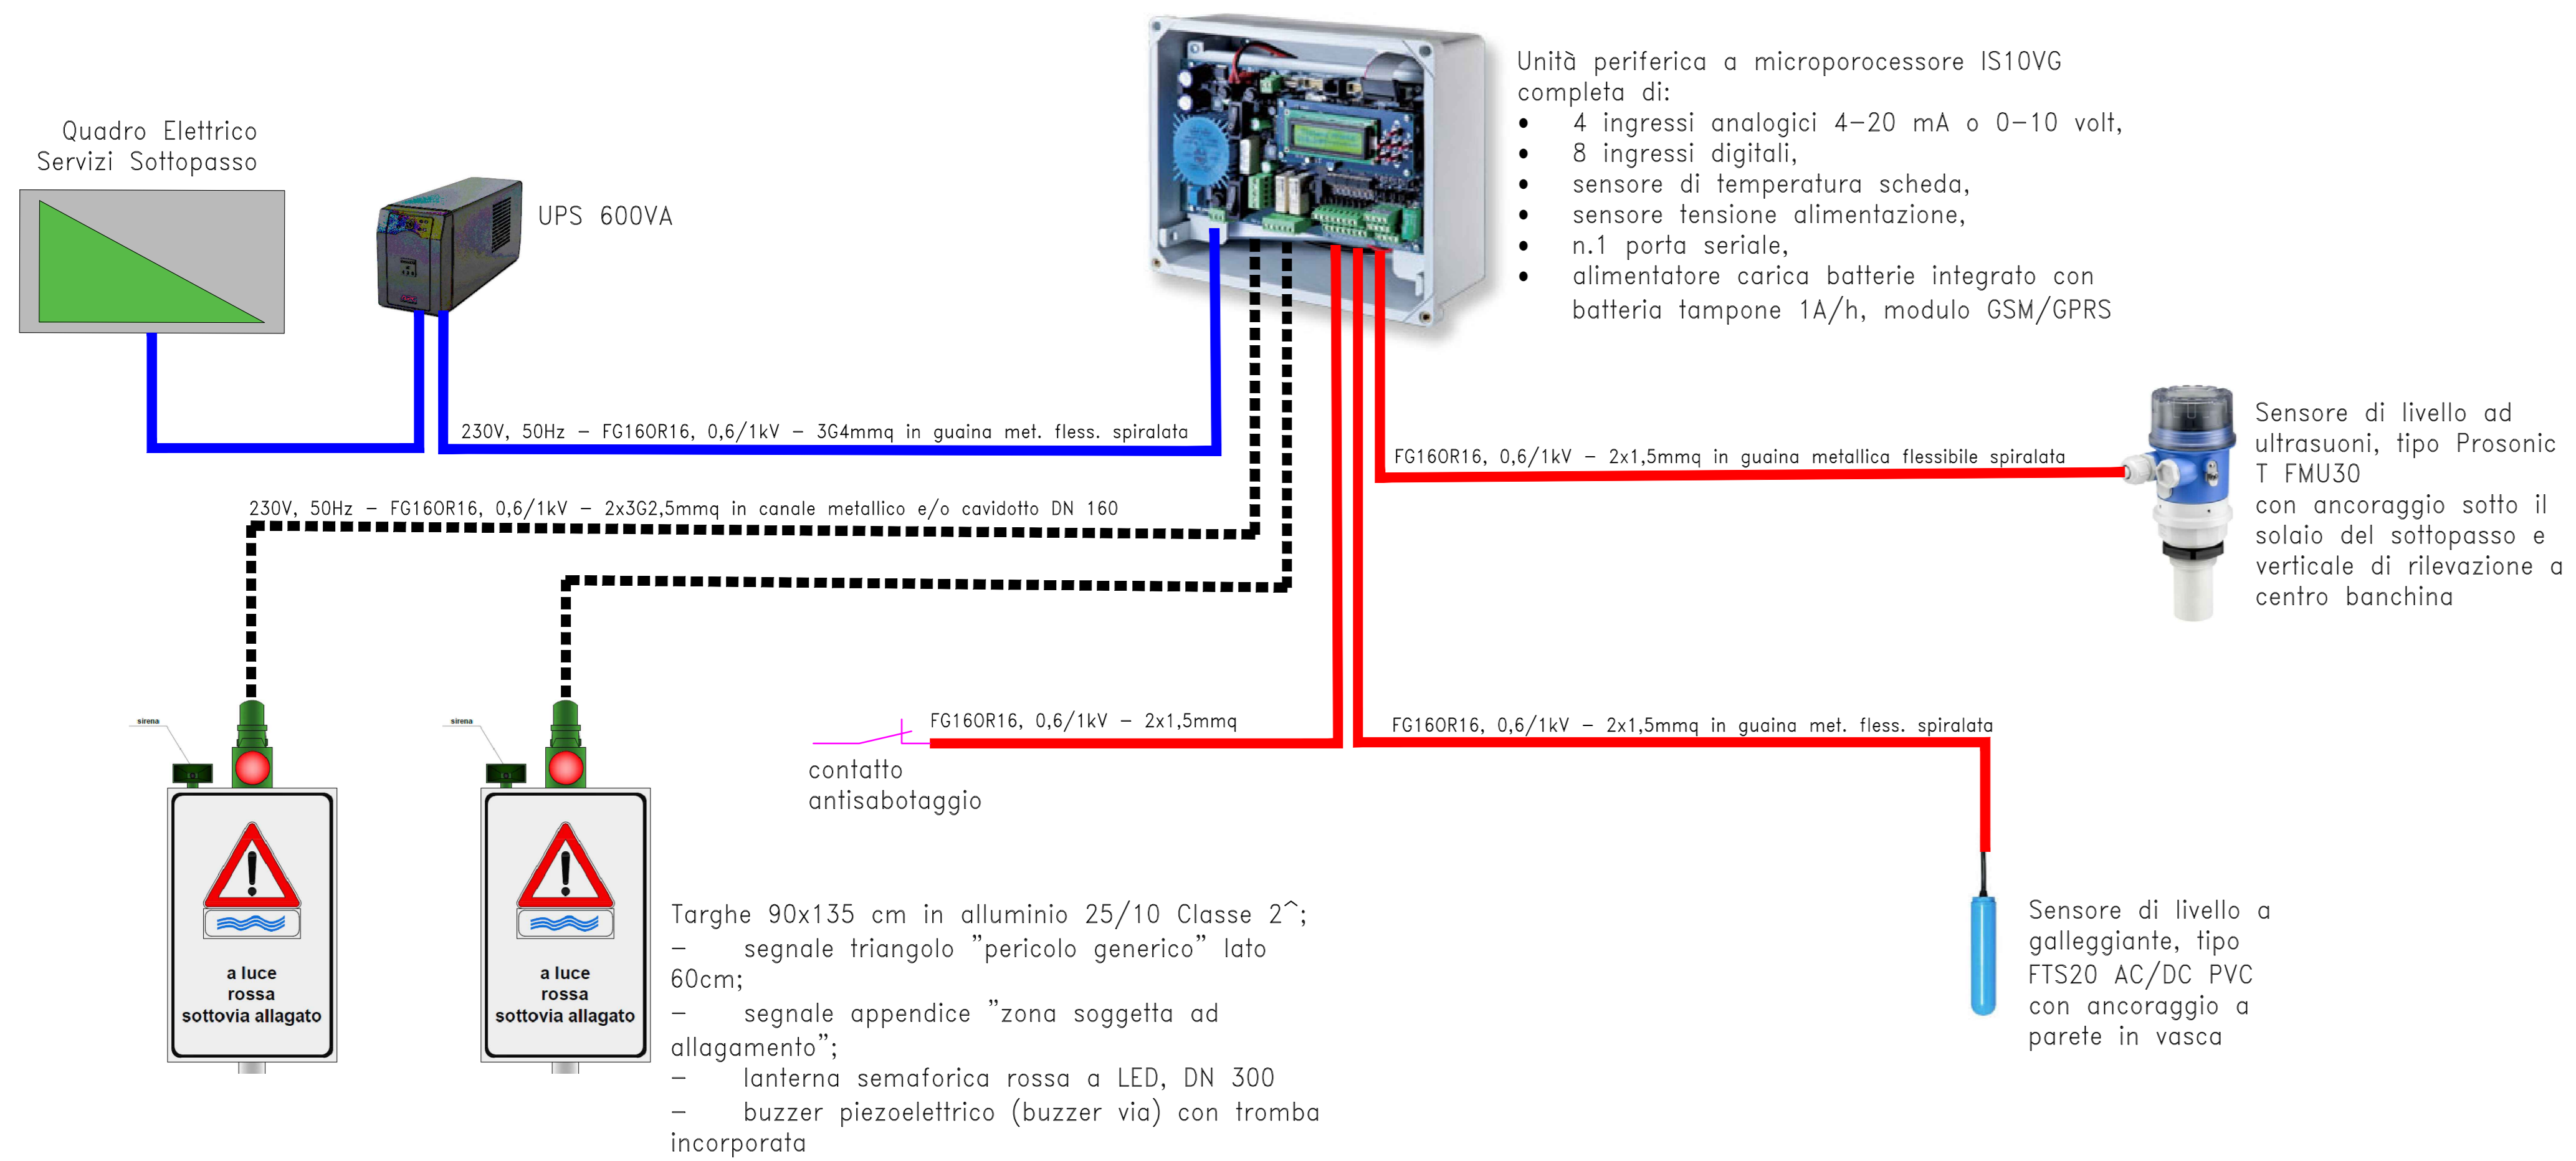 Quadro Elettrico
Servizi Sottopasso
UPS 600VA
Unità periferica a microporocessore IS10VG
completa di:
• 4 ingressi analogici 4-20 mA o 0-10 volt,
• 8 ingressi digitali,
• sensore di temperatura scheda,
• sensore tensione alimentazione,
• n.1 porta seriale,
• alimentatore carica batterie integrato con
batteria tampone 1A/h, modulo GSM/GPRS
230V, 50Hz - FG16OR16, 0,6/1kV - 3G4mmq in guaina met. fless. spiralata
FG16OR16, 0,6/1kV - 2x1,5mmq in guaina metallica flessibile spiralata
Sensore di livello ad
ultrasuoni, tipo Prosonic
T FMU30
con ancoraggio sotto il
solaio del sottopasso e
verticale di rilevazione a
centro banchina
230V, 50Hz - FG16OR16, 0,6/1kV - 2x3G2,5mmq in canale metallico e/o cavidotto DN 160
sirena
sirena
FG16OR16, 0,6/1kV - 2x1,5mmq
contatto
antisabotaggio
FG16OR16, 0,6/1kV - 2x1,5mmq in guaina met. fless. spiralata
a luce
rossa
sottovia allagato
a luce
rossa
sottovia allagato
Targhe 90x135 cm in alluminio 25/10 Classe 2^;
- segnale triangolo "pericolo generico" lato
60cm;
- segnale appendice "zona soggetta ad
allagamento";
- lanterna semaforica rossa a LED, DN 300
- buzzer piezoelettrico (buzzer via) con tromba
incorporata
Sensore di livello a
galleggiante, tipo
FTS20 AC/DC PVC
con ancoraggio a
parete in vasca